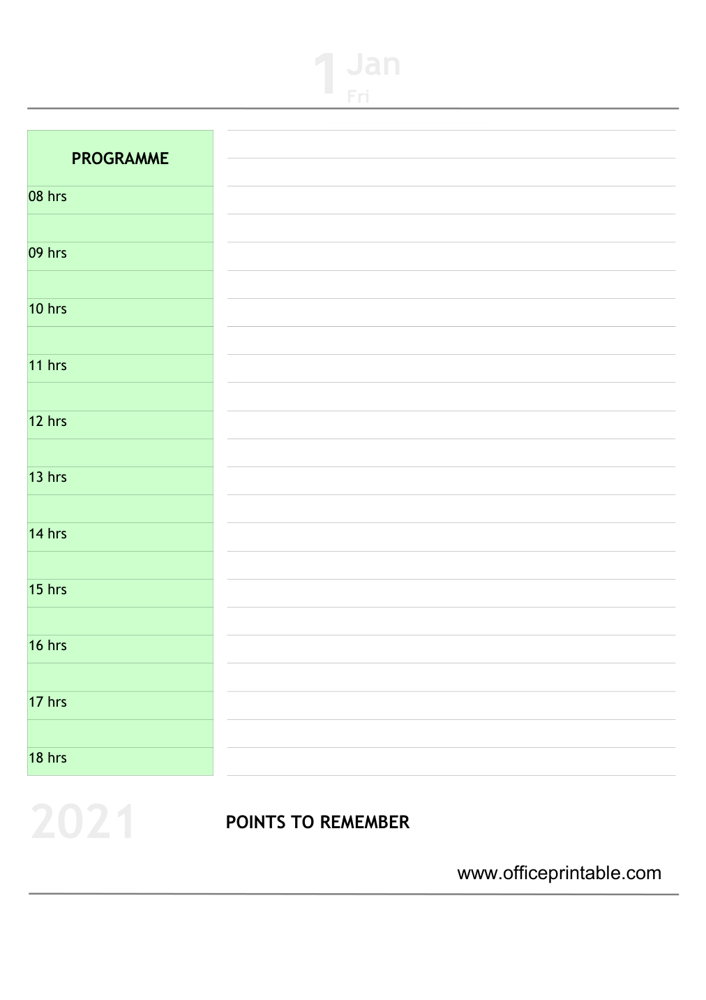 1 Jan
Fri
PROGRAMME
08 hrs
09 hrs
10 hrs
11 hrs
12 hrs
13 hrs
14 hrs
15 hrs
16 hrs
17 hrs
18 hrs
2021
POINTS TO REMEMBER
www.officeprintable.com